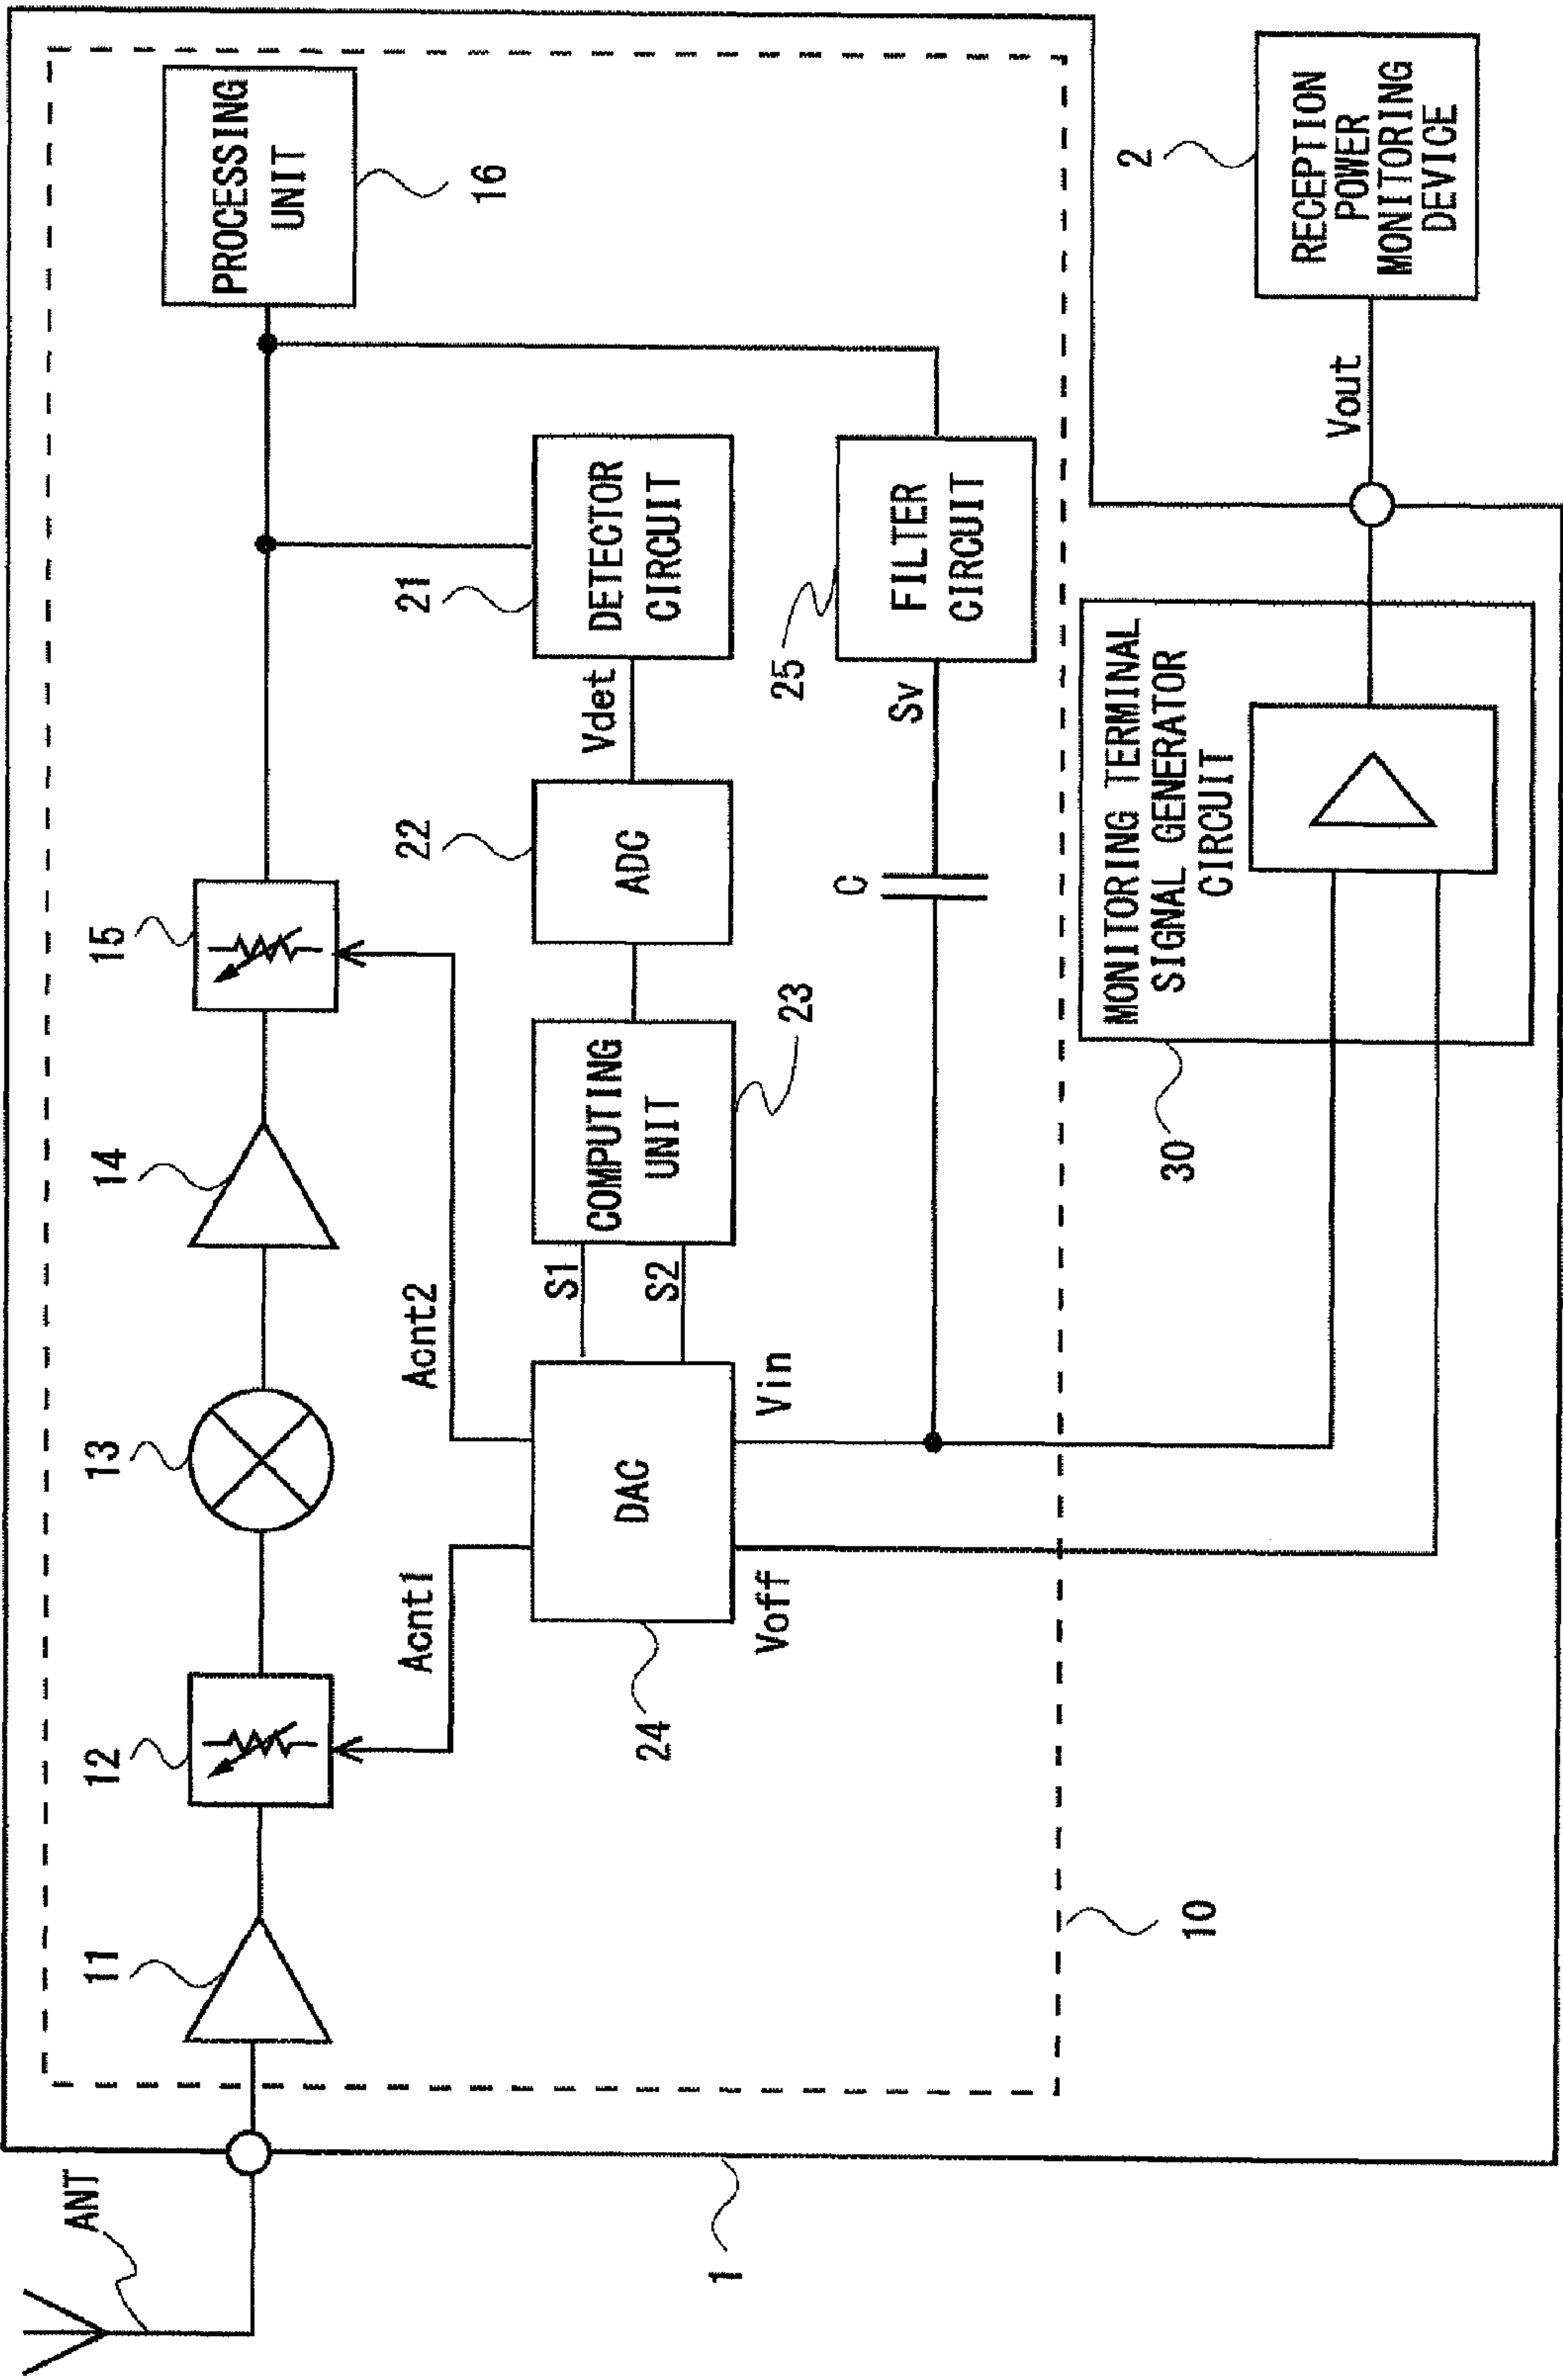 ANT
1
10
11
12
13
14
15
PROCESSING
UNIT
16
Acnt1
Acnt2
DAC
24
S1
S2
COMPUTING
UNIT
23
ADC
22
Vdet
DETECTOR
CIRCUIT
21
Voff
Vin
C
Sv
FILTER
CIRCUIT
25
MONITORING TERMINAL
SIGNAL GENERATOR
CIRCUIT
30
Vout
RECEPTION
POWER
MONITORING
DEVICE
2